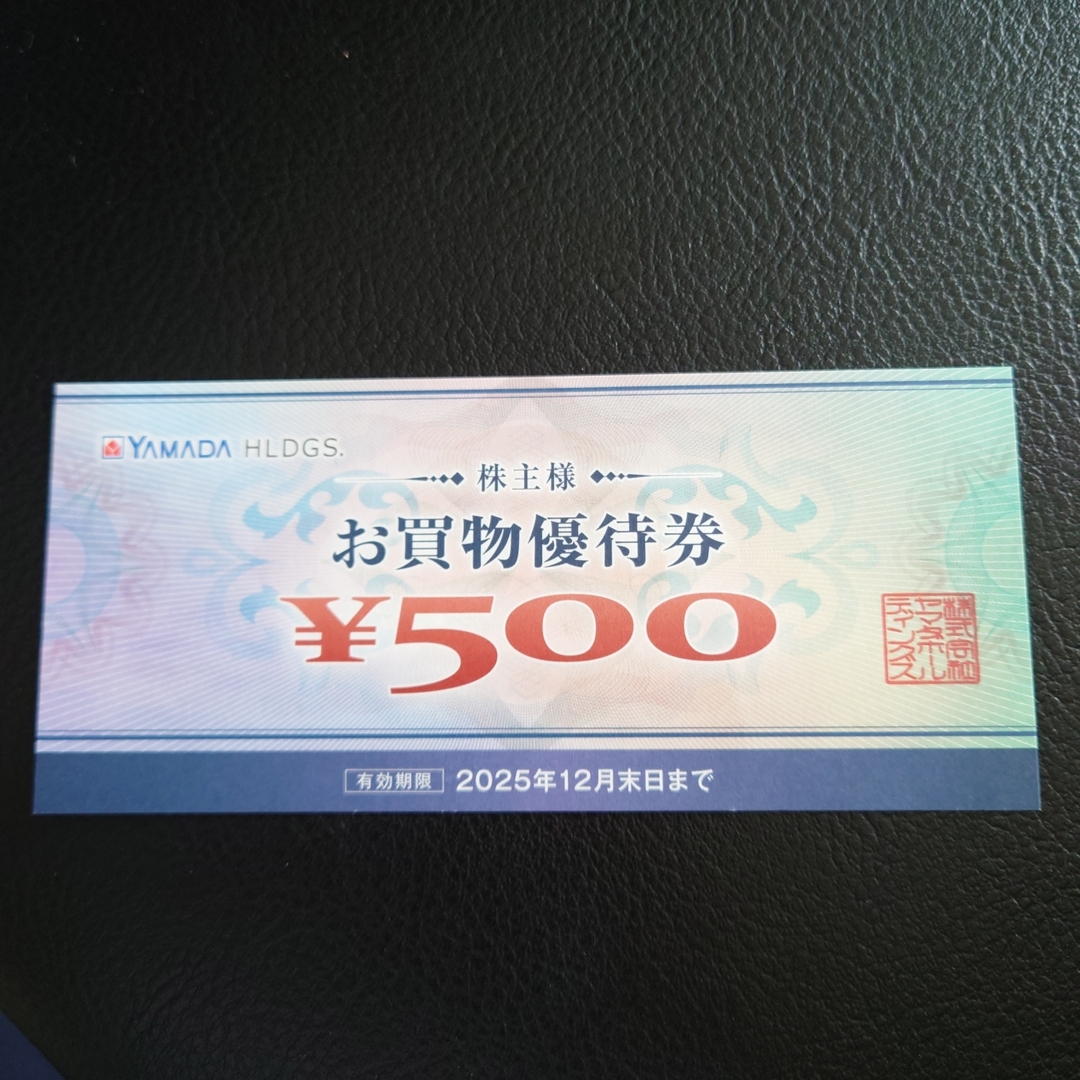 YAMADA HLDGS.
株主様
お買物優待券
¥500
株式会社
ヤマダホール
ディングス
有効期限 2025年12月末日まで